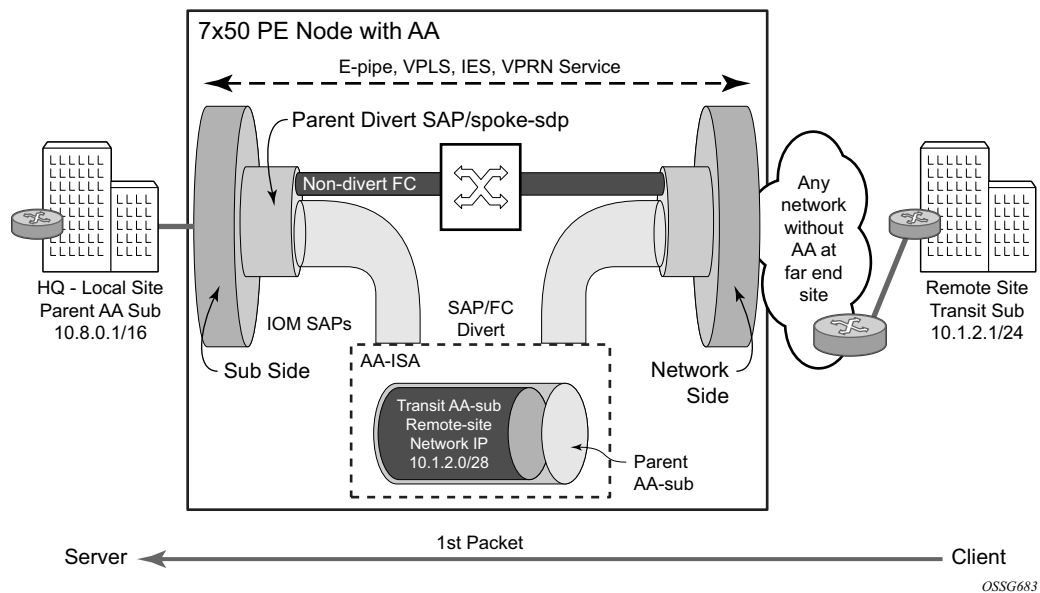 7x50 PE Node with AA
E-pipe, VPLS, IES, VPRN Service
Parent Divert SAP/spoke-sdp
Non-divert FC
Any
network
without
AA at
far end
site
HQ - Local Site
Parent AA Sub
10.8.0.1/16
Remote Site
Transit Sub
10.1.2.1/24
IOM SAPs
SAP/FC
Divert
Sub Side
AA-ISA
Network
Side
Transit AA-sub
Remote-site
Network IP
10.1.2.0/28
Parent
AA-sub
1st Packet
Server
Client
OSSG683